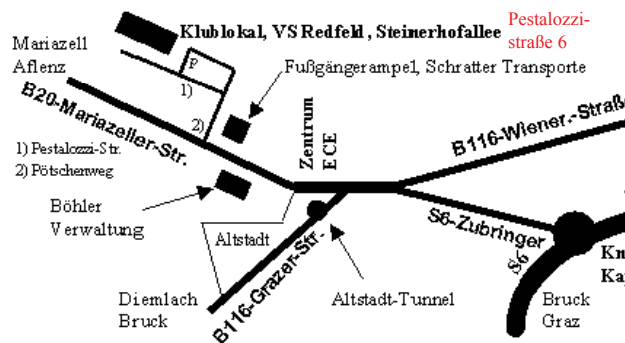 Klublokal, VS Redfeld, Steinerhofallee
Pestalozzi-
straße 6
Mariazell
Aflenz
P
1)
2)
Fußgängerampel, Schratter Transporte
B20-Mariazeller-Str.
1) Pestalozzi-Str.
2) Pötschenweg
Zentrum
ECE
B116-Wiener.-Straße
Böhler
Verwaltung
Altstadt
S6-Zubringer
S6
B116-Grazer-Str.
Diemlach
Bruck
Altstadt-Tunnel
Bruck
Graz